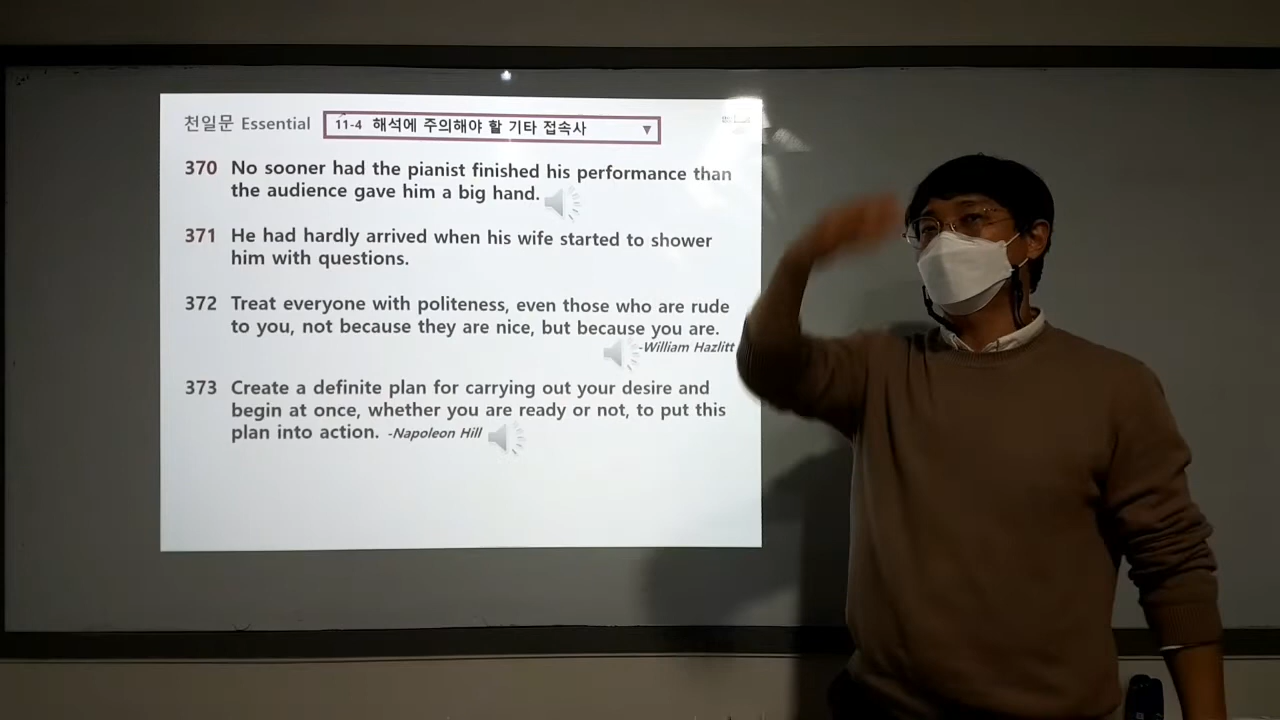 천일문 Essential
11-4 해석에 주의해야 할 기타 접속사
370 No sooner had the pianist finished his performance than
the audience gave him a big hand.
371 He had hardly arrived when his wife started to shower
him with questions.
372 Treat everyone with politeness, even those who are rude
to you, not because they are nice, but because you are.
-William Hazlitt
373 Create a definite plan for carrying out your desire and
begin at once, whether you are ready or not, to put this
plan into action. -Napoleon Hill